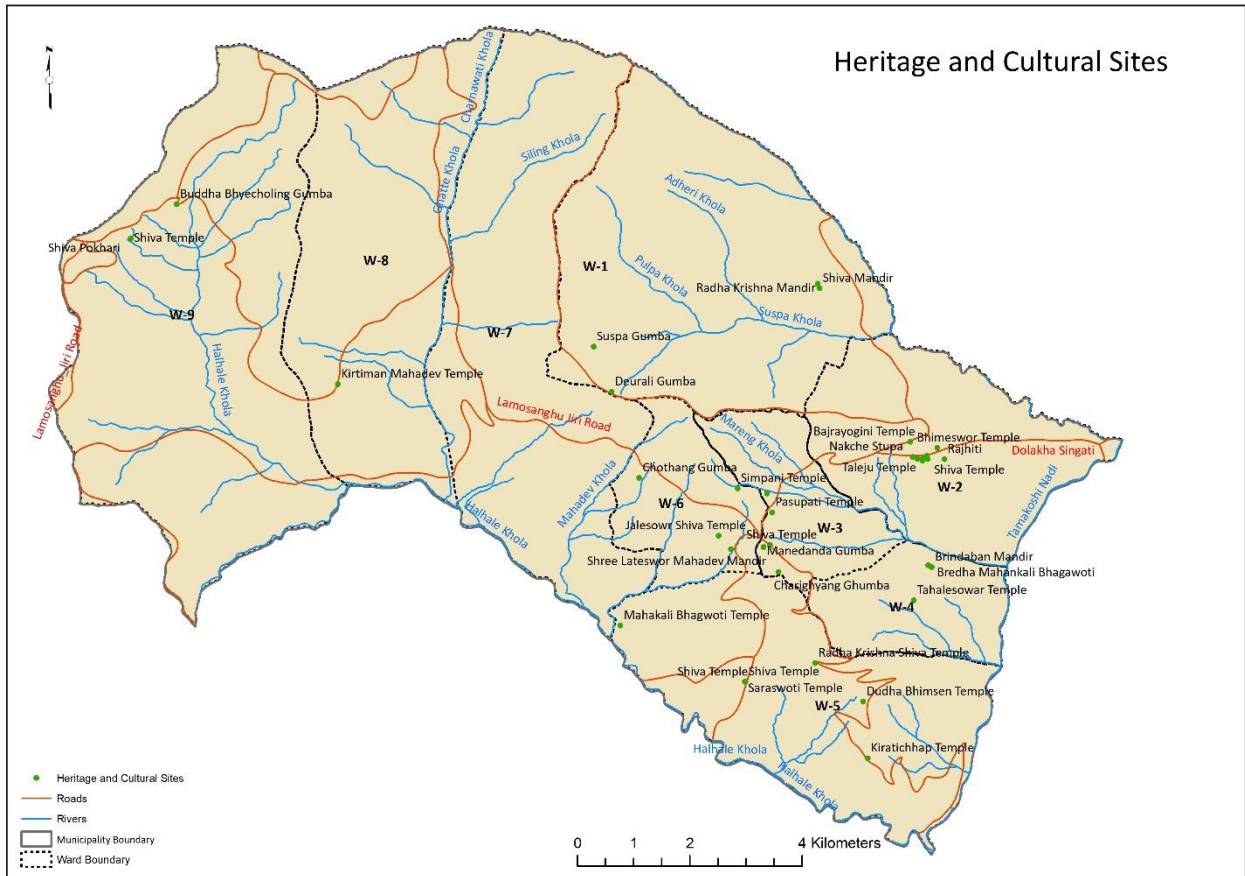 Heritage and Cultural Sites
N
Charnawati Khola
Ghatte Khola
Siling Khola
Adheri Khola
Buddha Bhyecholing Gumba
Shiva Temple
Shiva Pokhari
W-8
W-1
Pulpa Khola
Shiva Mandir
Radha Krishna Mandir
Suspa Khola
W-9
W-7
Suspa Gumba
Halhale Khola
Lamosanghu Jiri Road
Kirtiman Mahadev Temple
Deurali Gumba
Lamosanghu Jiri Road
Mareng Khola
Bajrayogini Temple
Bhimeswor Temple
Nakche Stupa
Rajhiti
Dolakha Singati
Taleju Temple
Shiva Temple
W-2
Tamakoshi Nadi
Chothang Gumba
Simpani Temple
Mahadev Khola
W-6
Pasupati Temple
Halhale Khola
Jalesowr Shiva Temple
Shiva Temple
W-3
Manedanda Gumba
Shree Lateswor Mahadev Mandir
Charighyang Ghumba
Brindaban Mandir
Bredha Mahankali Bhagawoti
Tahalesowar Temple
W-4
Mahakali Bhagwoti Temple
Radha Krishna Shiva Temple
Shiva Temple
Shiva Temple
Saraswoti Temple
Dudha Bhimsen Temple
W-5
Halhale Khola
Kiratichhap Temple
Halhale Khola
Heritage and Cultural Sites
Roads
Rivers
Municipality Boundary
Ward Boundary
0 1 2 4 Kilometers